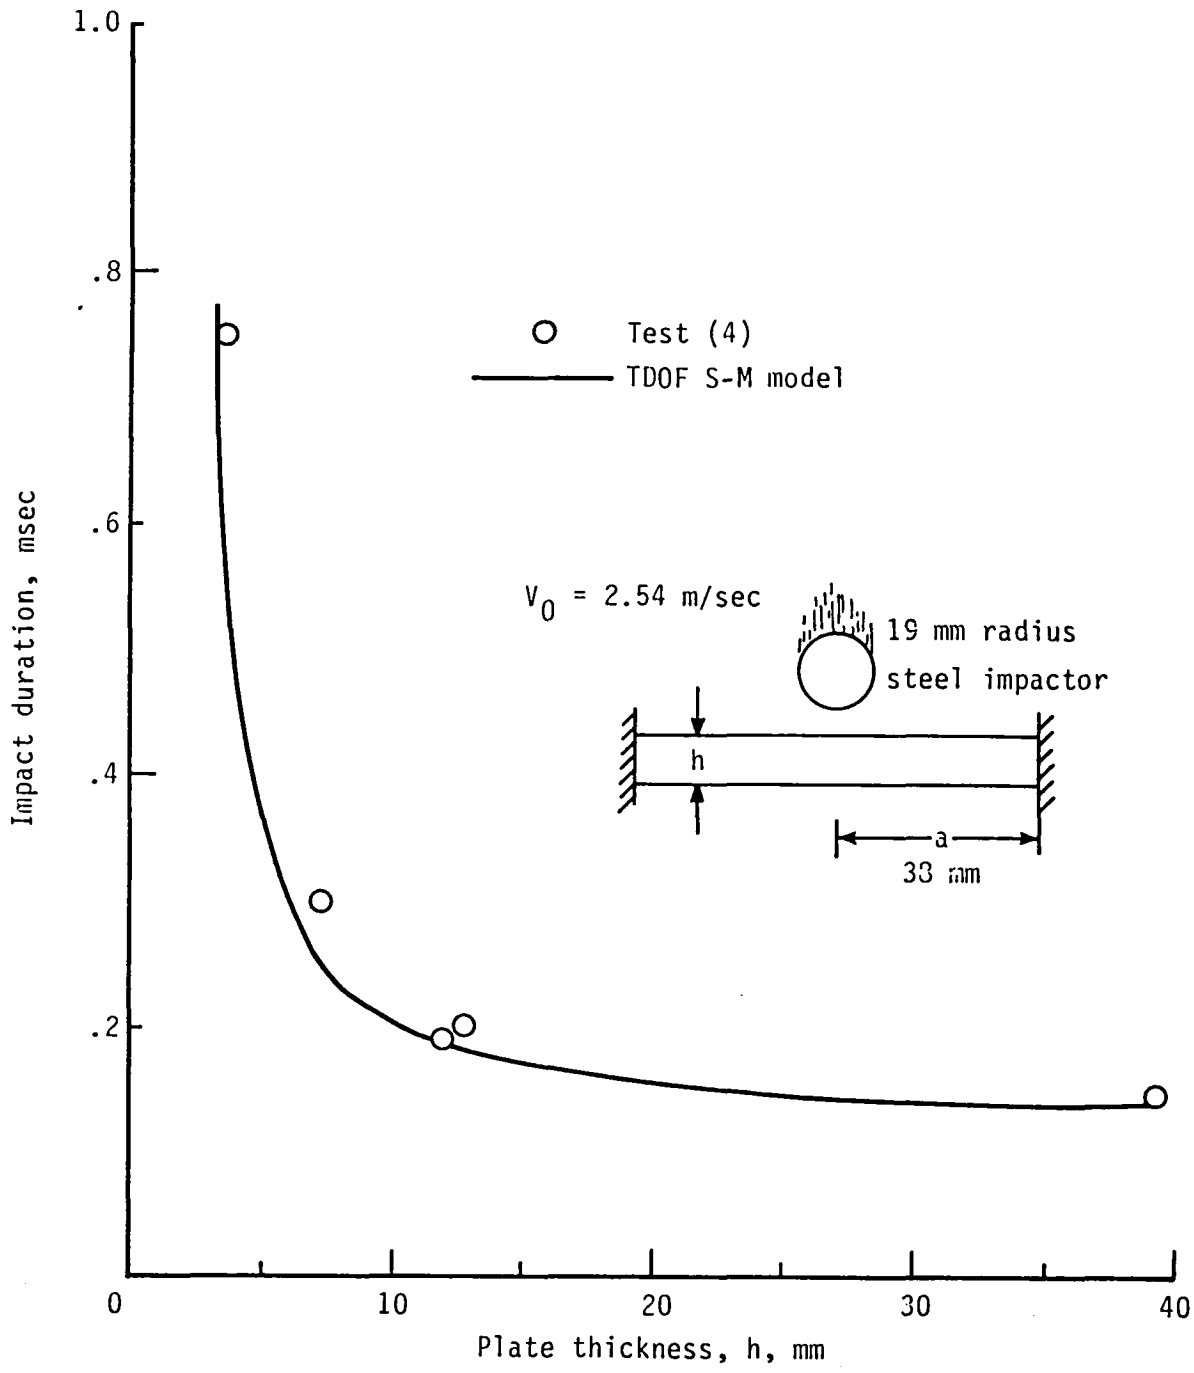 1.0
.8
.6
.4
.2
0
10
20
30
40
Impact duration, msec
Plate thickness, h, mm
Test (4)
TDOF S-M model
V0 = 2.54 m/sec
19 mm radius
steel impactor
h
a
38 mm